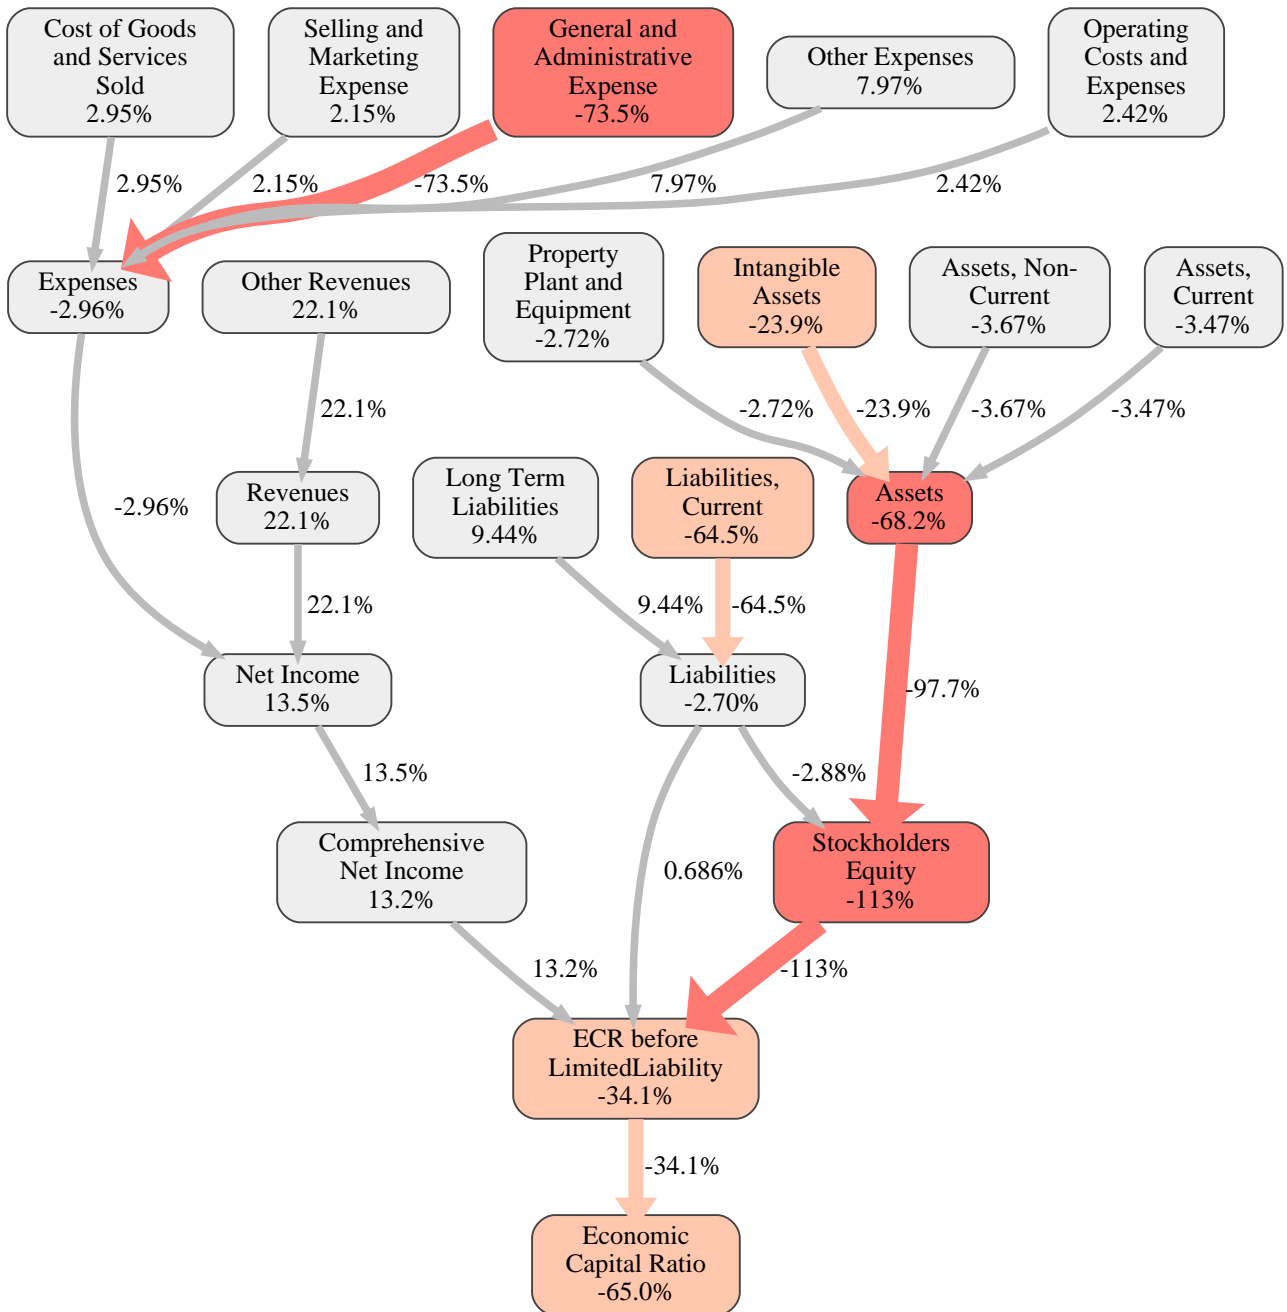 Cost of Goods
and Services
Sold
2.95%
Selling and
Marketing
Expense
2.15%
General and
Administrative
Expense
-73.5%
Other Expenses
7.97%
Operating
Costs and
Expenses
2.42%
2.95%
2.15%
-73.5%
7.97%
2.42%
Expenses
-2.96%
Other Revenues
22.1%
Property
Plant and
Equipment
-2.72%
Intangible
Assets
-23.9%
Assets, Non-
Current
-3.67%
Assets,
Current
-3.47%
22.1%
-2.72%
-23.9%
-3.67%
-3.47%
-2.96%
Revenues
22.1%
Long Term
Liabilities
9.44%
Liabilities,
Current
-64.5%
Assets
-68.2%
22.1%
9.44%
-64.5%
Net Income
13.5%
Liabilities
-2.70%
-97.7%
13.5%
-2.88%
Comprehensive
Net Income
13.2%
0.686%
Stockholders
Equity
-113%
13.2%
-113%
ECR before
LimitedLiability
-34.1%
-34.1%
Economic
Capital Ratio
-65.0%